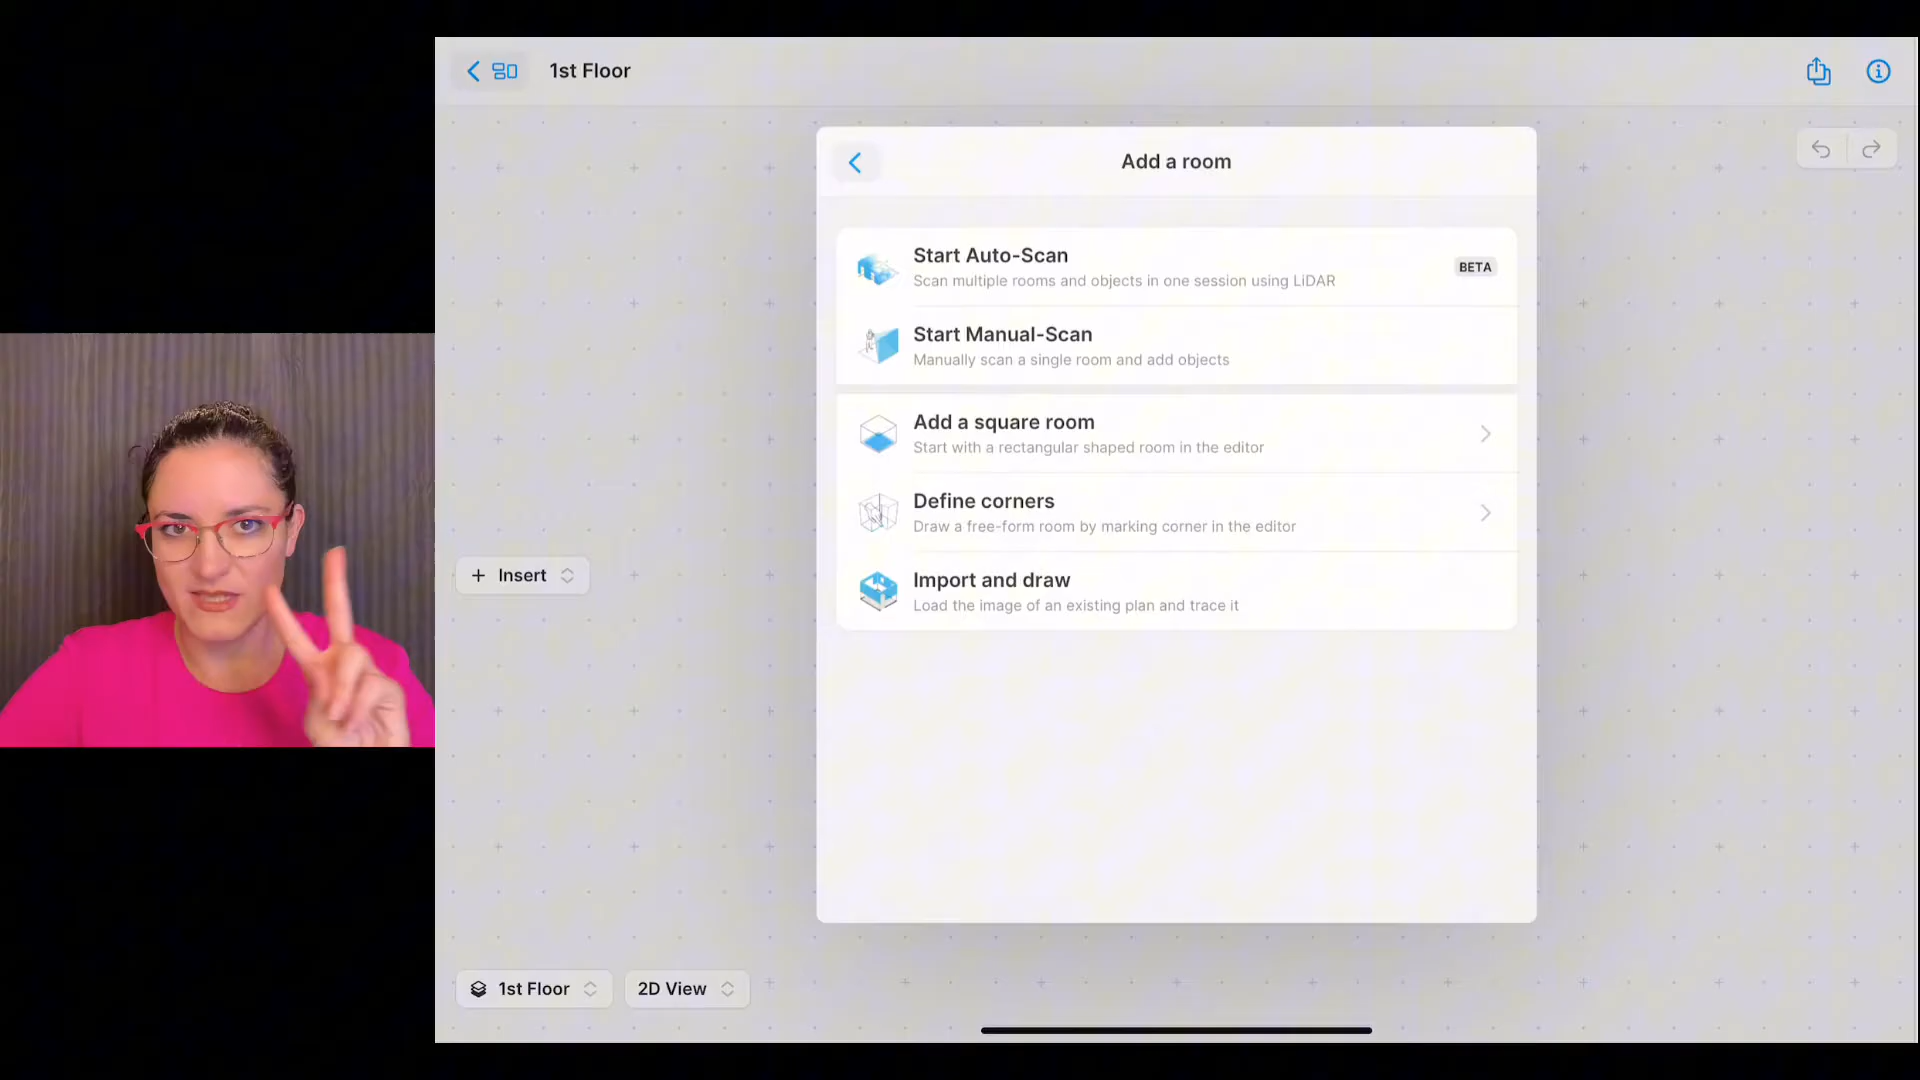 1st Floor
Add a room
Start Auto-Scan
Scan multiple rooms and objects in one session using LiDAR
BETA
Start Manual-Scan
Manually scan a single room and add objects
Add a square room
Start with a rectangular shaped room in the editor
Define corners
Draw a free-form room by marking corner in the editor
Import and draw
Load the image of an existing plan and trace it
+ Insert
1st Floor
2D View